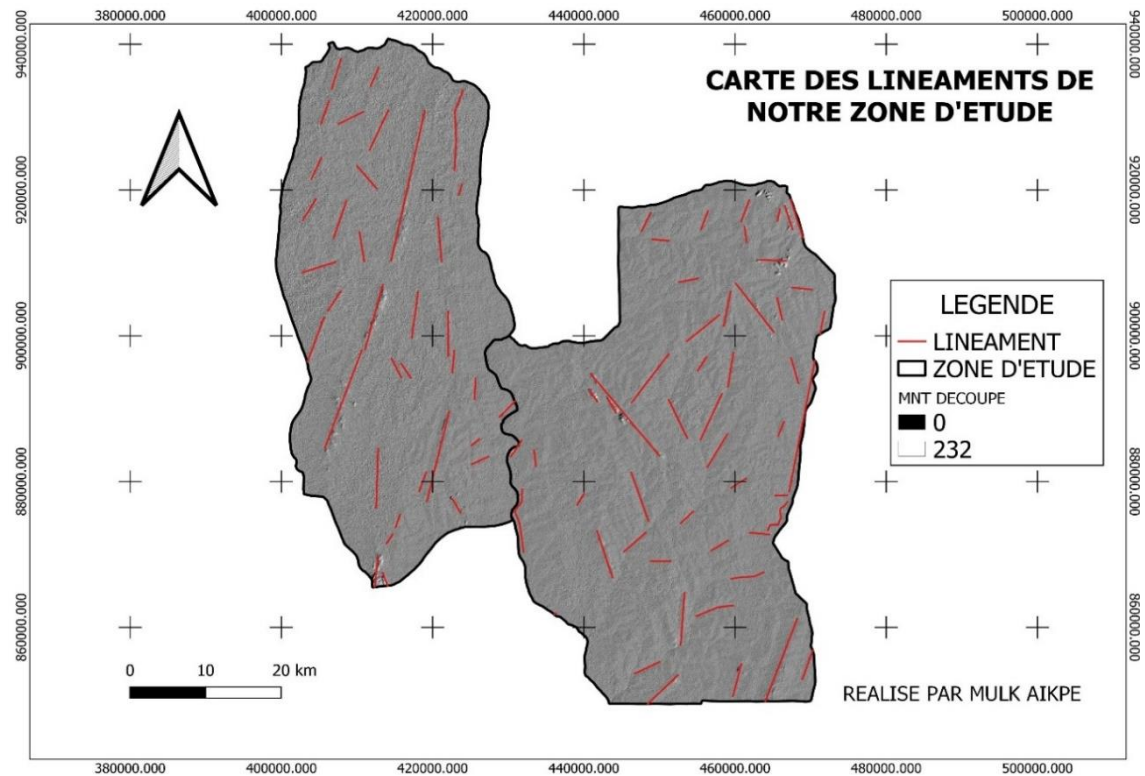 380000.000 400000.000 420000.000 440000.000 460000.000 480000.000 500000.000
940000.000 940000.000
CARTE DES LINEAMENTS DE
NOTRE ZONE D'ETUDE
920000.000 920000.000
LEGENDE
LINEAMENT
ZONE D'ETUDE
MNT DECOUPE
0
232
900000.000 900000.000
880000.000 880000.000
860000.000 860000.000
0 10 20 km
REALISE PAR MULK AIKPE
380000.000 400000.000 420000.000 440000.000 460000.000 480000.000 500000.000